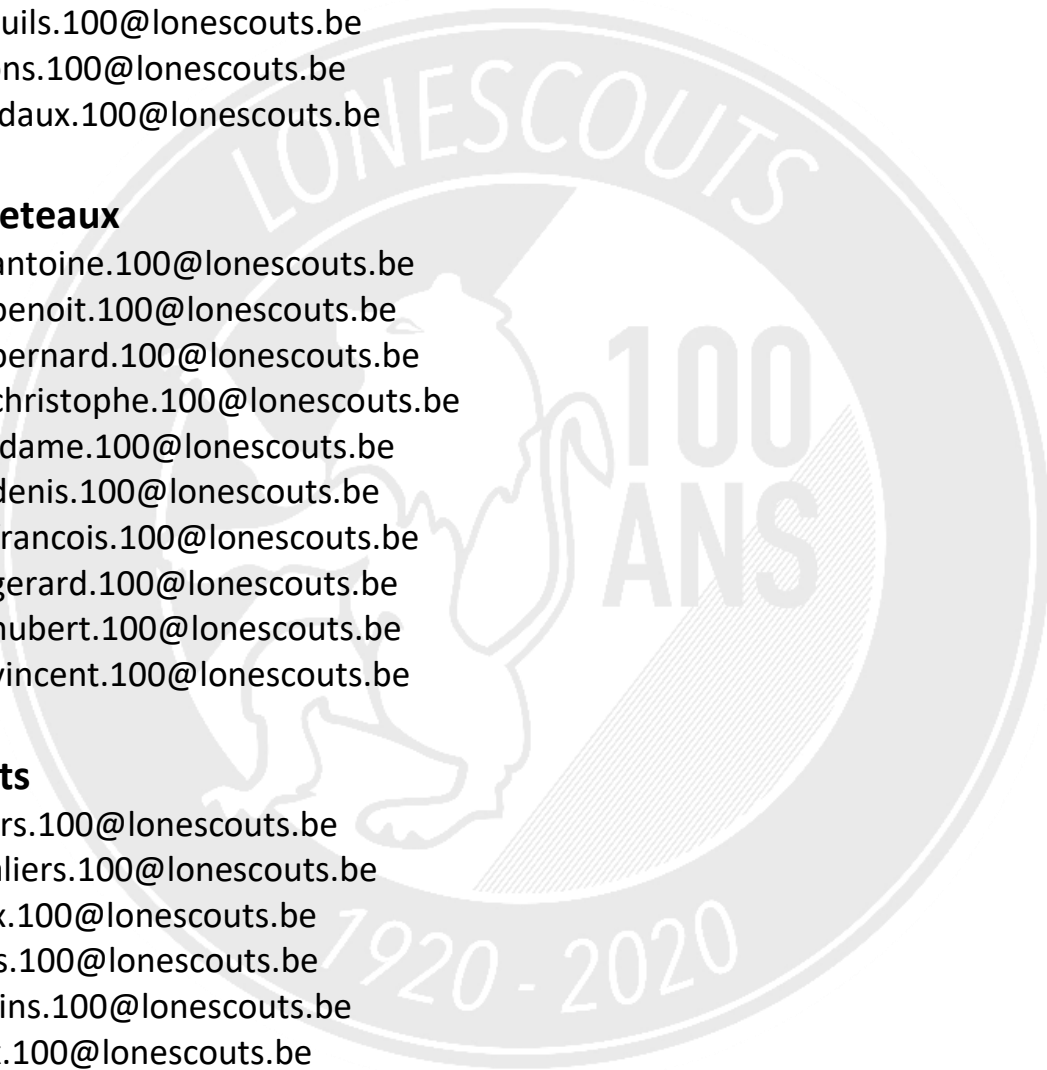 uils.100@lonescouts.be
ns.100@lonescouts.be
daux.100@lonescouts.be
eteaux
antoine.100@lonescouts.be
benoit.100@lonescouts.be
bernard.100@lonescouts.be
christophe.100@lonescouts.be
dame.100@lonescouts.be
denis.100@lonescouts.be
francois.100@lonescouts.be
gerard.100@lonescouts.be
hubert.100@lonescouts.be
vincent.100@lonescouts.be
ts
rs.100@lonescouts.be
liers.100@lonescouts.be
x.100@lonescouts.be
s.100@lonescouts.be
ins.100@lonescouts.be
.100@lonescouts.be
LONESCOUTS
100
ANS
1920 - 2020